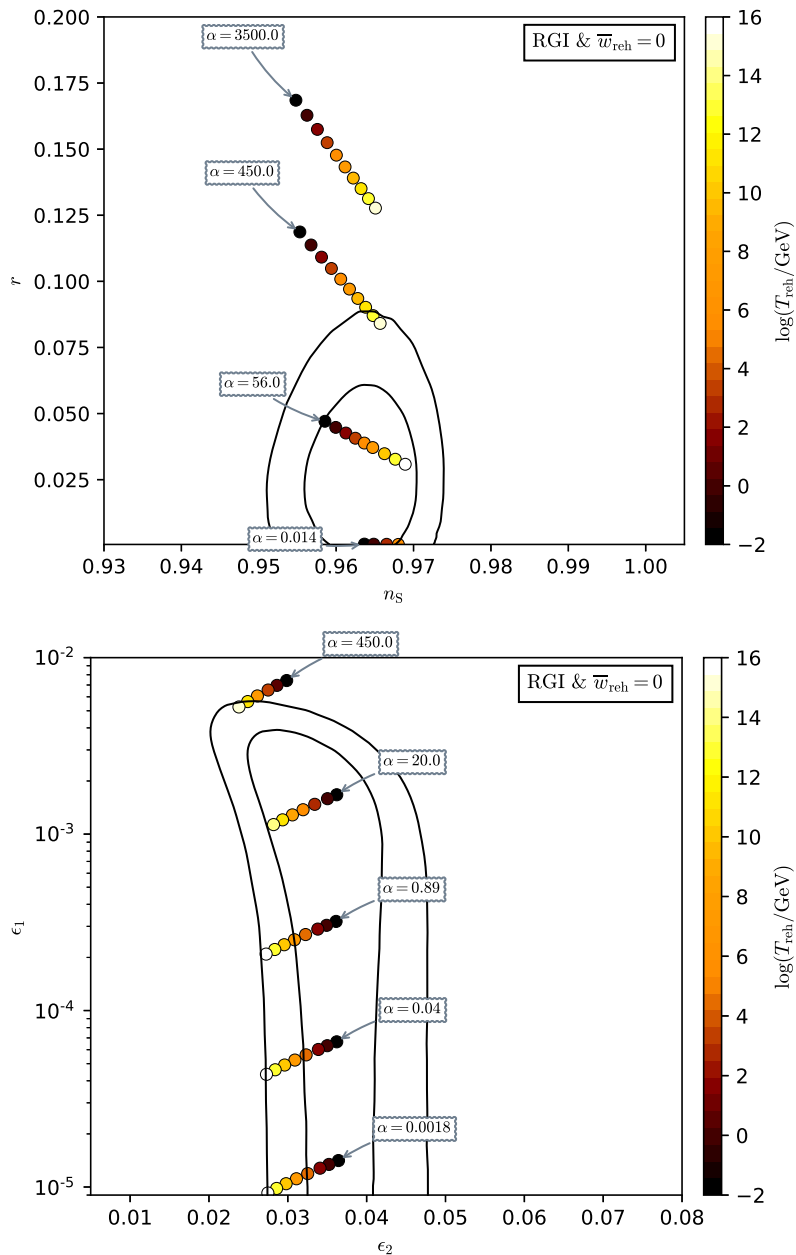 0.200
0.175
0.150
0.125
0.100
0.075
0.050
0.025
r
α = 3500.0
α = 450.0
α = 56.0
α = 0.014
RGI & w̅reh = 0
0.93 0.94 0.95 0.96 0.97 0.98 0.99 1.00
nS
16
14
12
10
8
6
4
2
0
−2
log(Treh/GeV)
α = 450.0
α = 20.0
α = 0.89
α = 0.04
α = 0.0018
RGI & w̅reh = 0
10⁻²
10⁻³
10⁻⁴
10⁻⁵
ϵ₁
0.01 0.02 0.03 0.04 0.05 0.06 0.07 0.08
ϵ₂
16
14
12
10
8
6
4
2
0
−2
log(Treh/GeV)